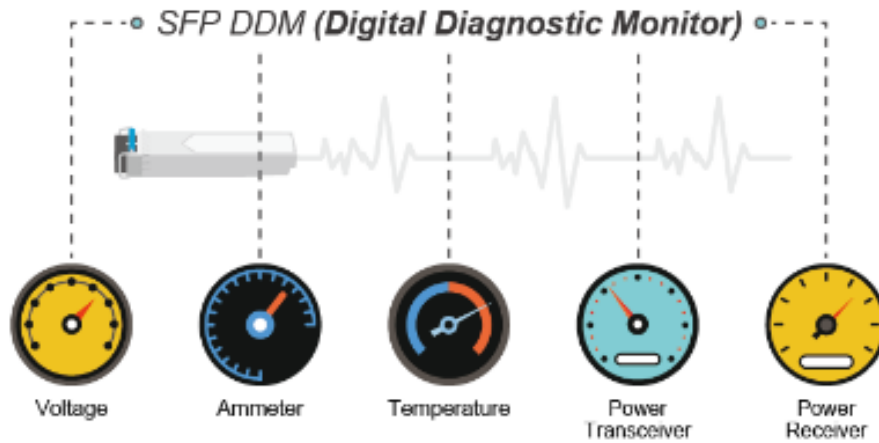 SFP DDM (Digital Diagnostic Monitor)
Voltage
Ammeter
Temperature
Power
Transceiver
Power
Receiver